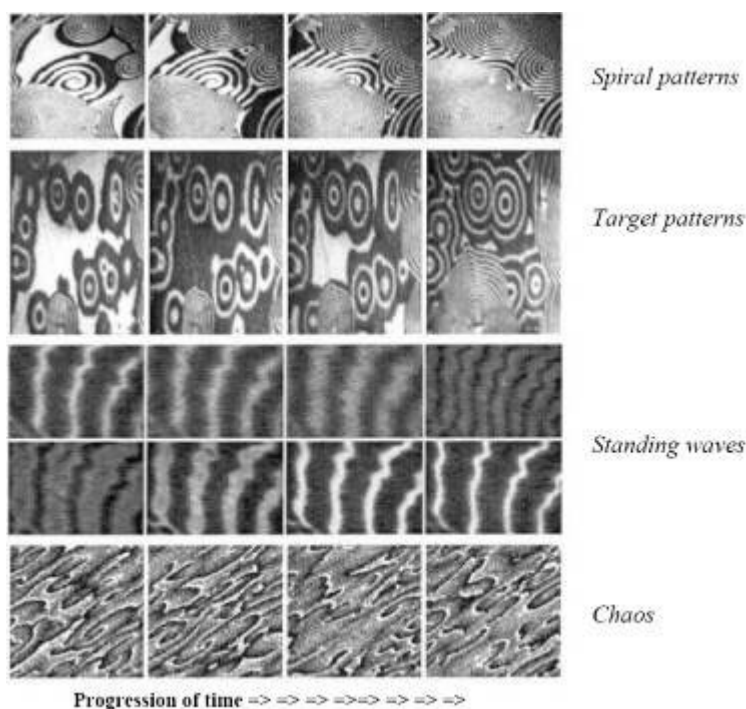 Spiral patterns
Target patterns
Standing waves
Chaos
Progression of time => => => =>=> => => =>